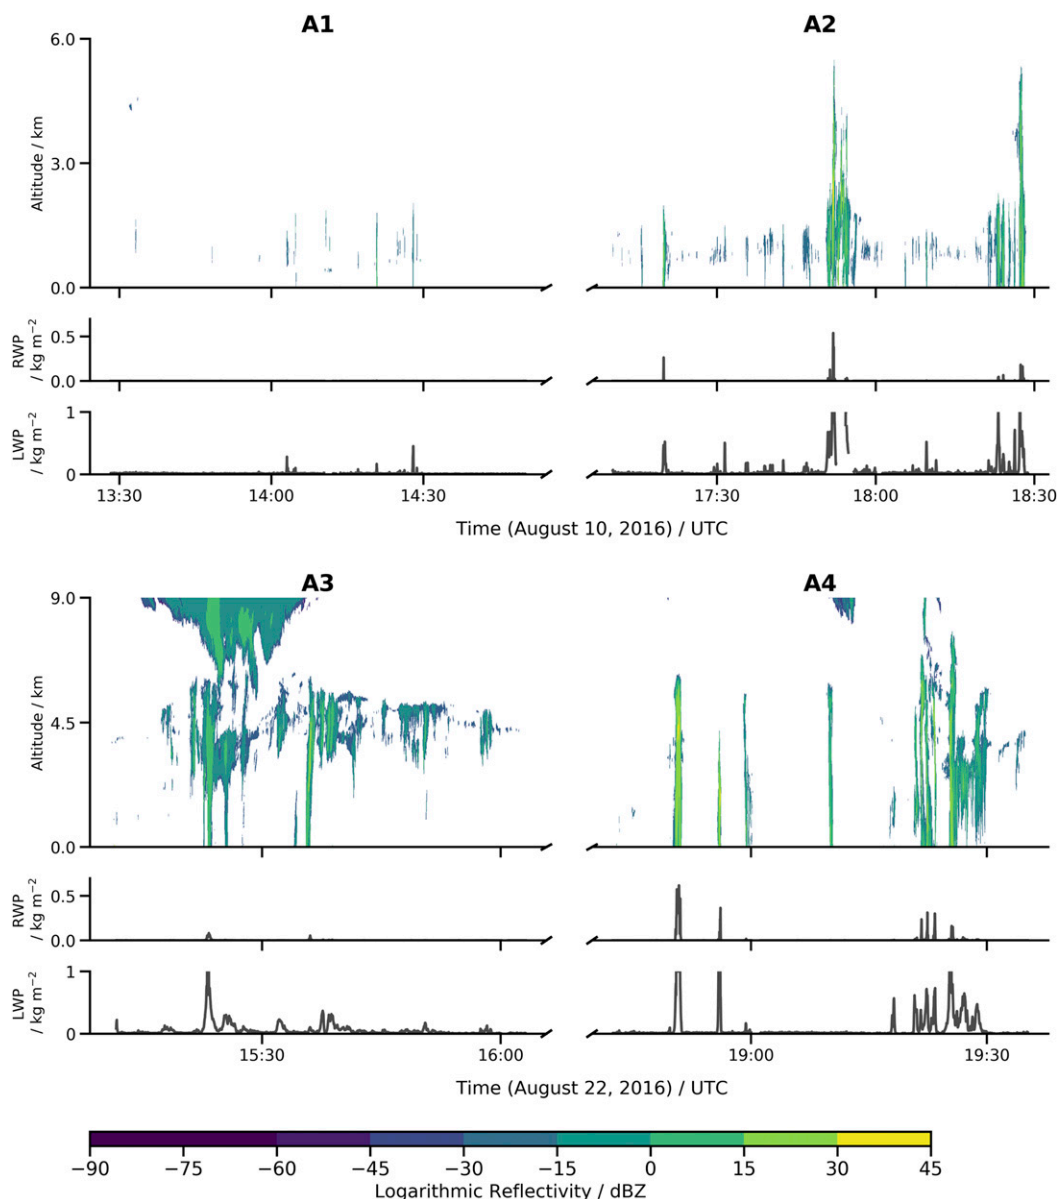 A1 A2
6.0
3.0
0.0
Altitude / km
0.5
0.0
RWP
/ kg m−2
1
0
LWP
/ kg m−2
13:30 14:00 14:30 17:30 18:00 18:30
Time (August 10, 2016) / UTC
A3 A4
9.0
4.5
0.0
Altitude / km
0.5
0.0
RWP
/ kg m−2
1
0
LWP
/ kg m−2
15:30 16:00 19:00 19:30
Time (August 22, 2016) / UTC
−90 −75 −60 −45 −30 −15 0 15 30 45
Logarithmic Reflectivity / dBZ